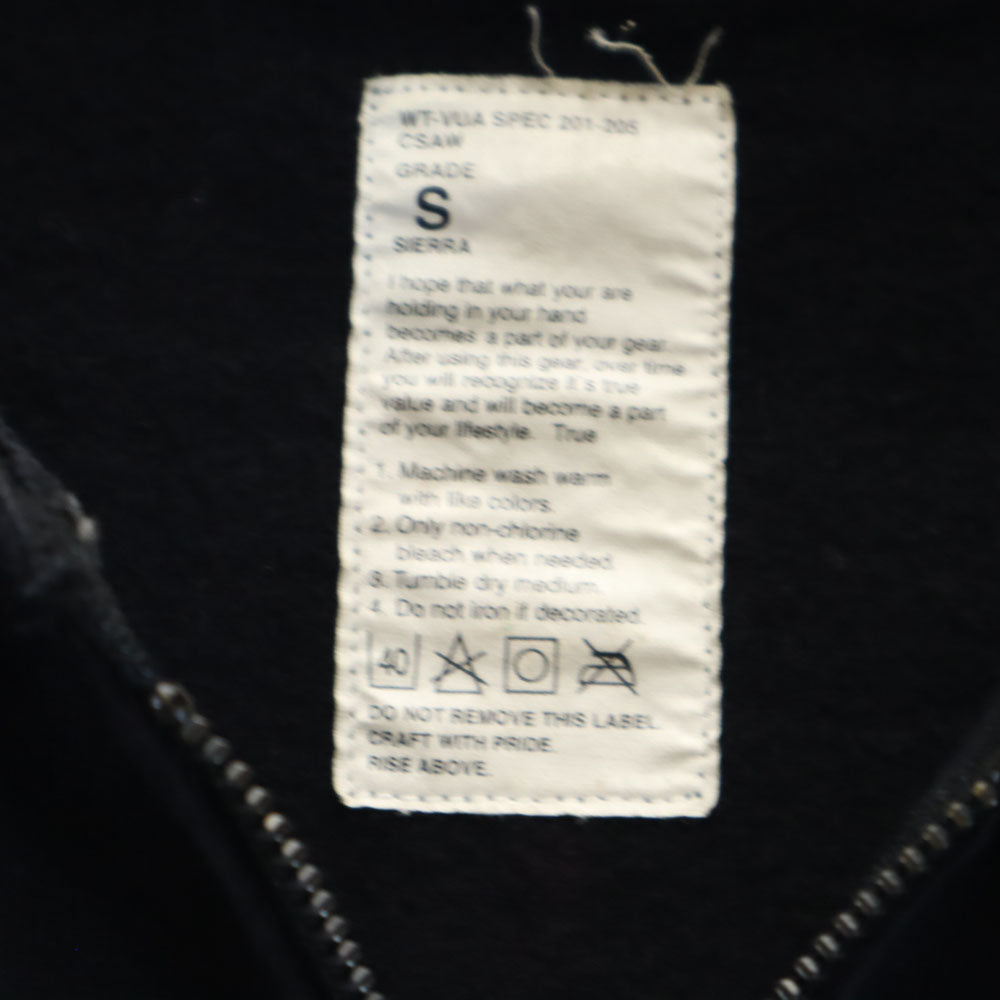 WT-VUA SPEC 201-205
CSAW
GRADE
S
SIERRA
I hope that what your are
holding in your hand
becomes a part of your gear.
After using this gear, over time
you will recognize it's true
value and will become a part
of your lifestyle. True
1. Machine wash warm
with like colors.
2. Only non-chlorine
bleach when needed.
3. Tumble dry medium.
4. Do not iron if decorated.
40
DO NOT REMOVE THIS LABEL.
CRAFT WITH PRIDE.
RISE ABOVE.